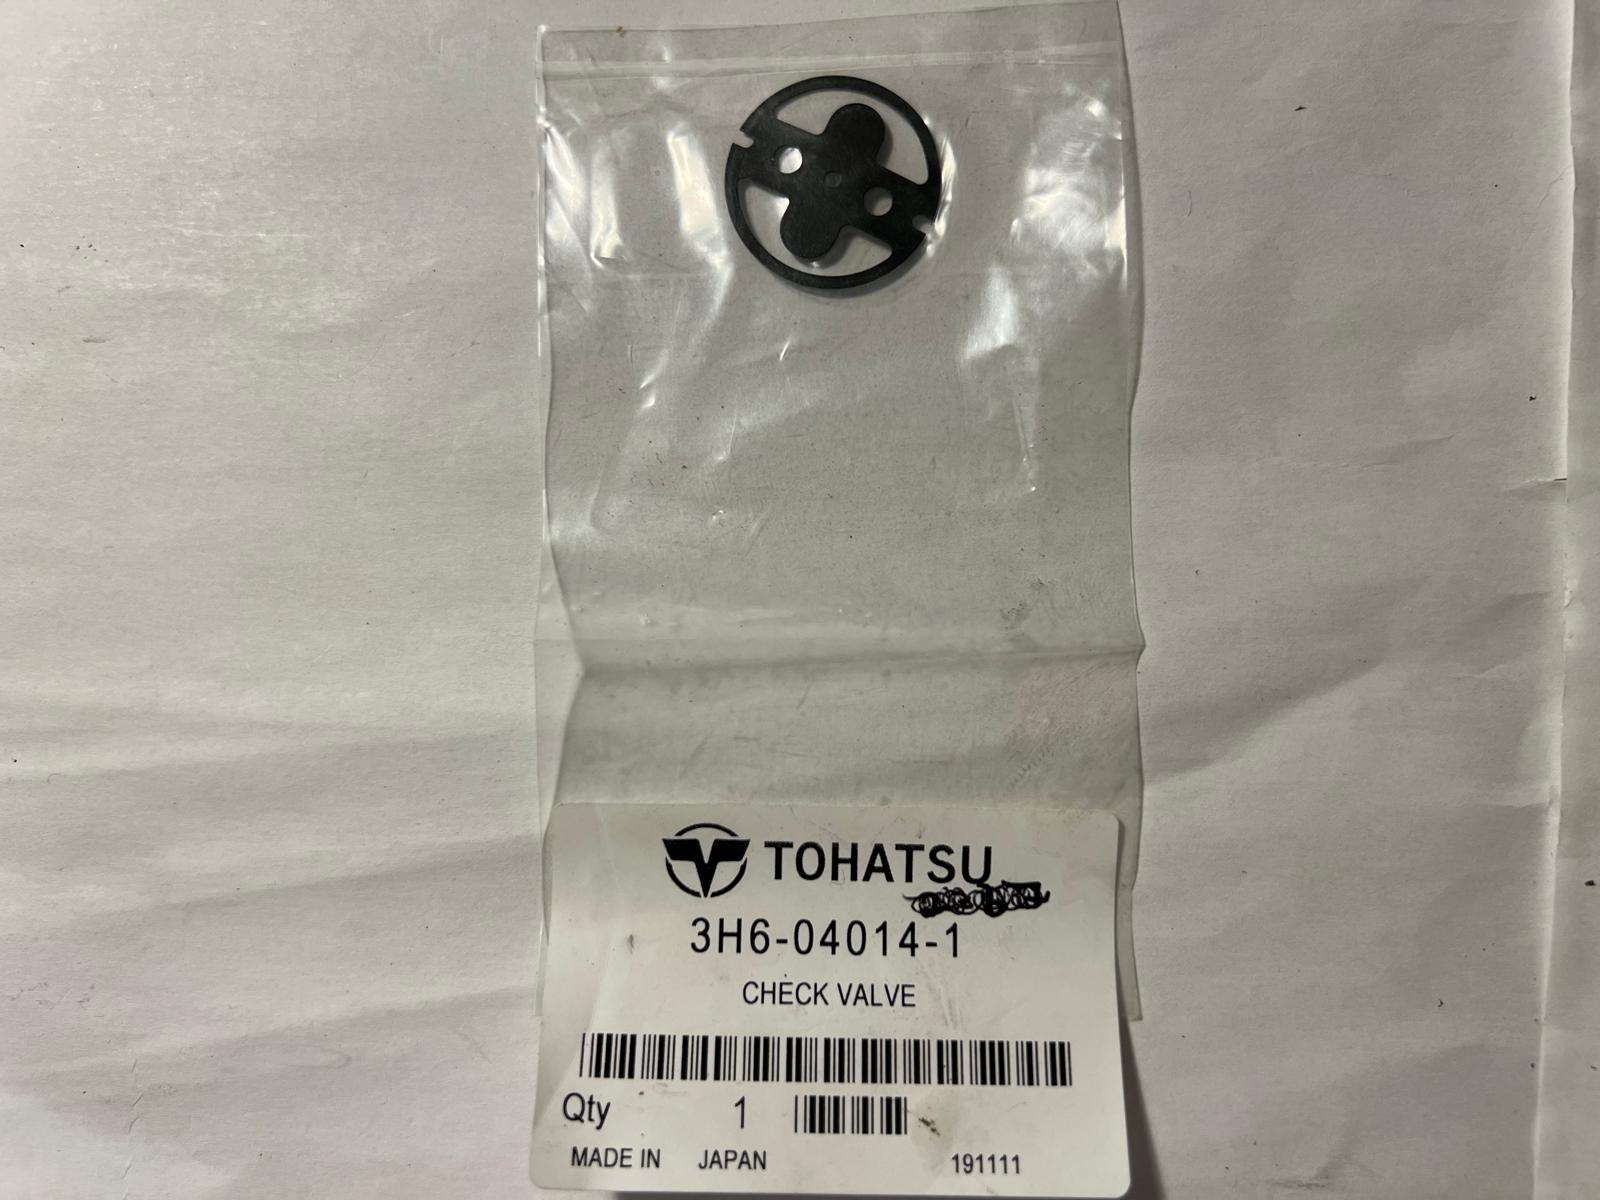 TOHATSU
3H6-04014-1
CHECK VALVE
Qty 1
MADE IN JAPAN 191111